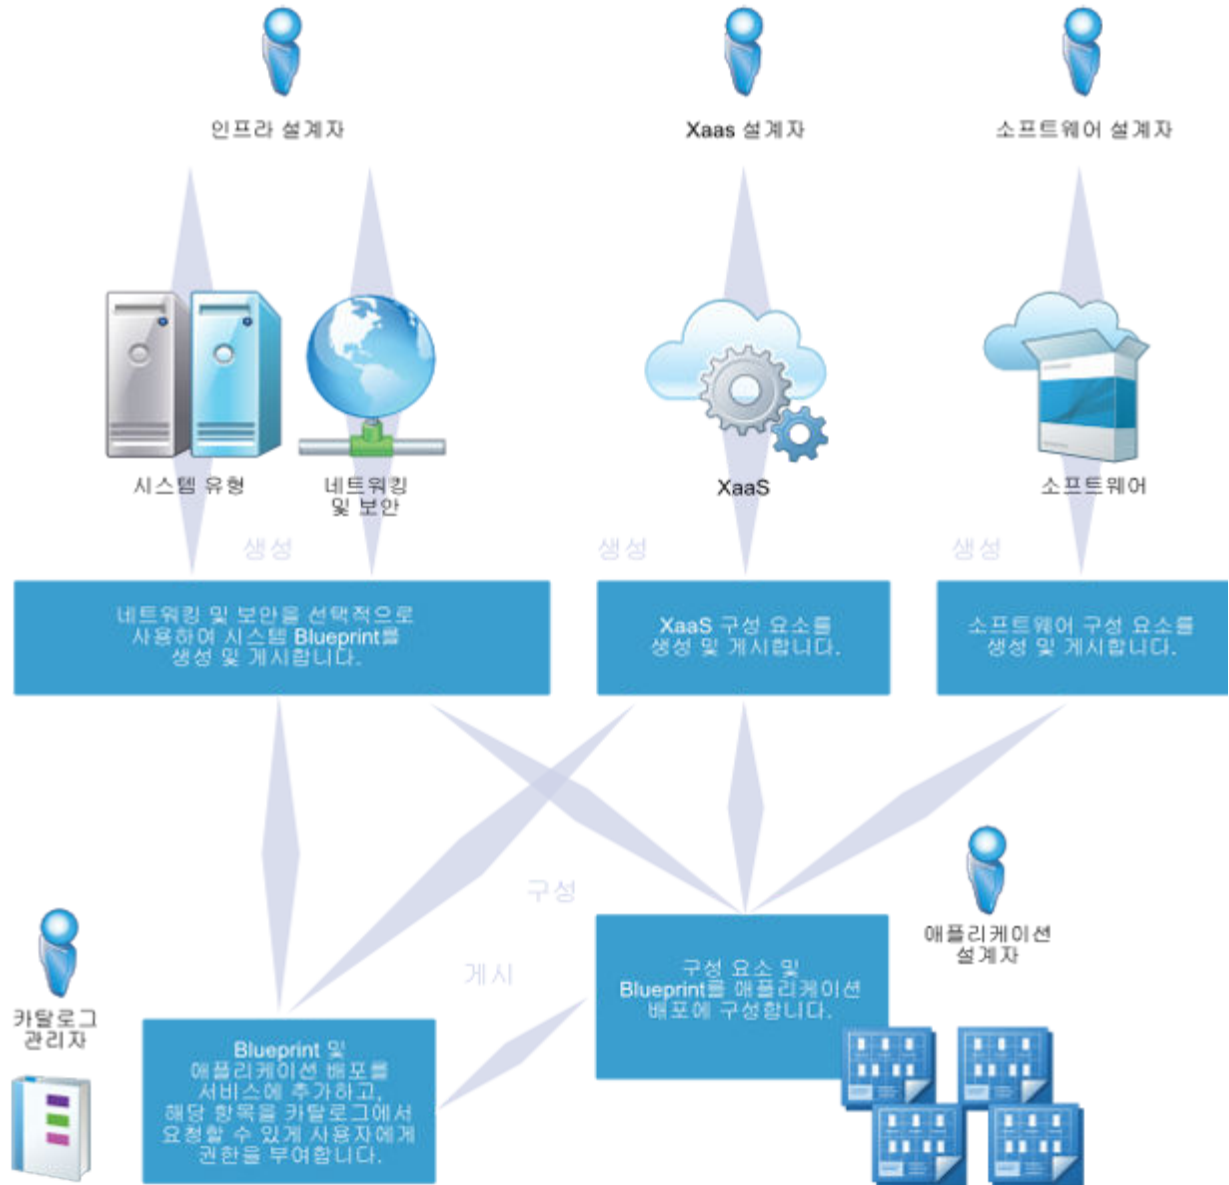 인프라 설계자
Xaas 설계자
소프트웨어 설계자
시스템 유형
네트워킹
및 보안
XaaS
소프트웨어
생성
생성
생성
네트워킹 및 보안을 선택적으로
사용하여 시스템 Blueprint를
생성 및 게시합니다.
XaaS 구성 요소를
생성 및 게시합니다.
소프트웨어 구성 요소를
생성 및 게시합니다.
구성
게시
애플리케이션
설계자
구성 요소 및
Blueprint를 애플리케이션
배포에 구성합니다.
카탈로그
관리자
Blueprint 및
애플리케이션 배포를
서비스에 추가하고,
해당 항목을 카탈로그에서
요청할 수 있게 사용자에게
권한을 부여합니다.